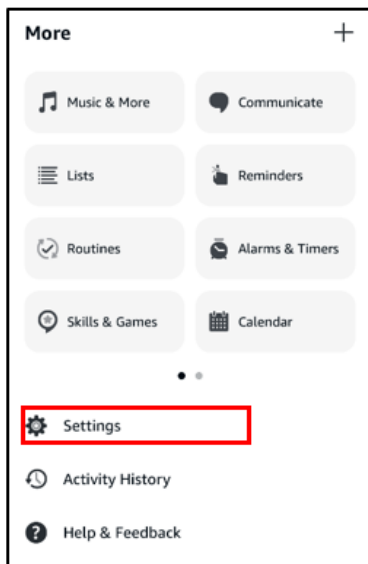 More
Music & More
Communicate
Lists
Reminders
Routines
Alarms & Timers
Skills & Games
Calendar
Settings
Activity History
Help & Feedback